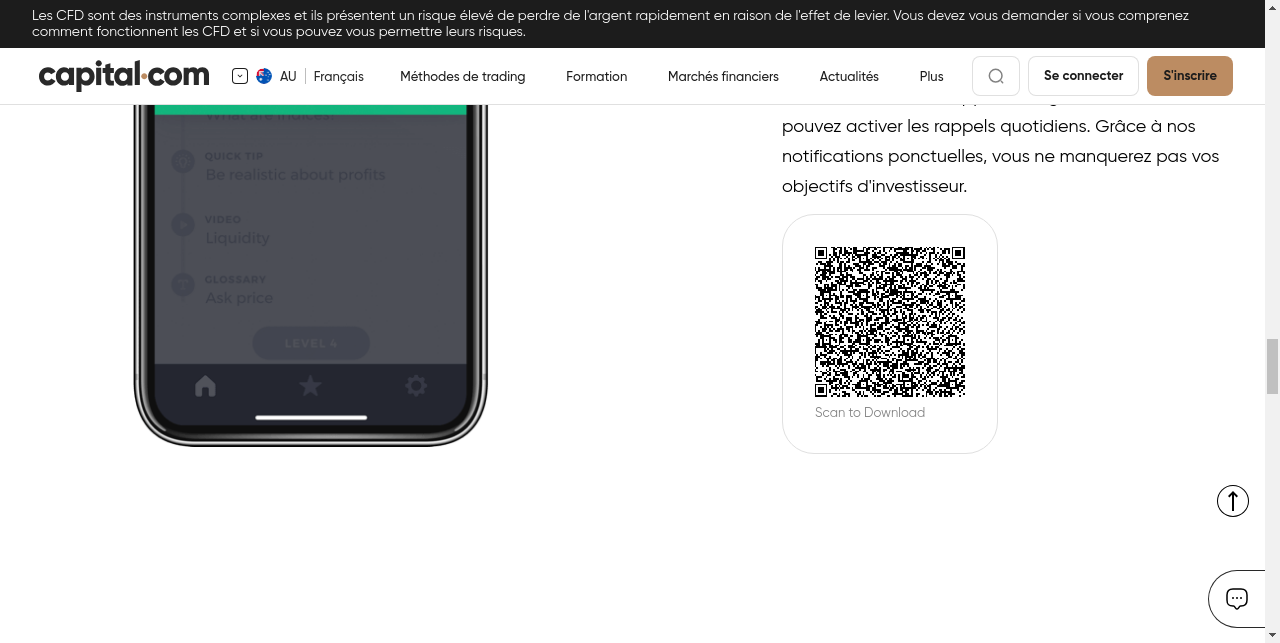 Les CFD sont des instruments complexes et ils présentent un risque élevé de perdre de l'argent rapidement en raison de l'effet de levier. Vous devez vous demander si vous comprenez
comment fonctionnent les CFD et si vous pouvez vous permettre leurs risques.
capital.com
AU
Français
Méthodes de trading
Formation
Marchés financiers
Actualités
Plus
Se connecter
S'inscrire
What are indices?
QUICK TIP
Be realistic about profits
VIDEO
Liquidity
GLOSSARY
Ask price
LEVEL 4
pouvez activer les rappels quotidiens. Grâce à nos
notifications ponctuelles, vous ne manquerez pas vos
objectifs d'investisseur.
Scan to Download